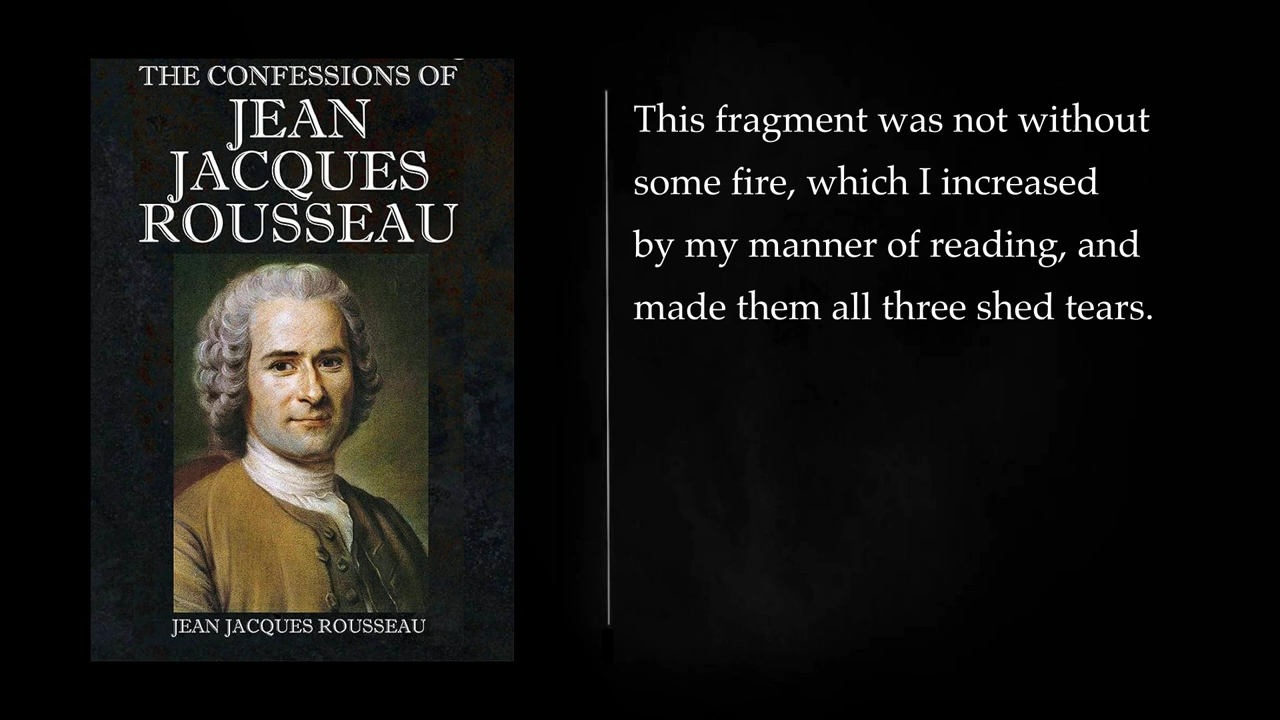 THE CONFESSIONS OF
JEAN
JACQUES
ROUSSEAU
JEAN JACQUES ROUSSEAU
This fragment was not without
some fire, which I increased
by my manner of reading, and
made them all three shed tears.